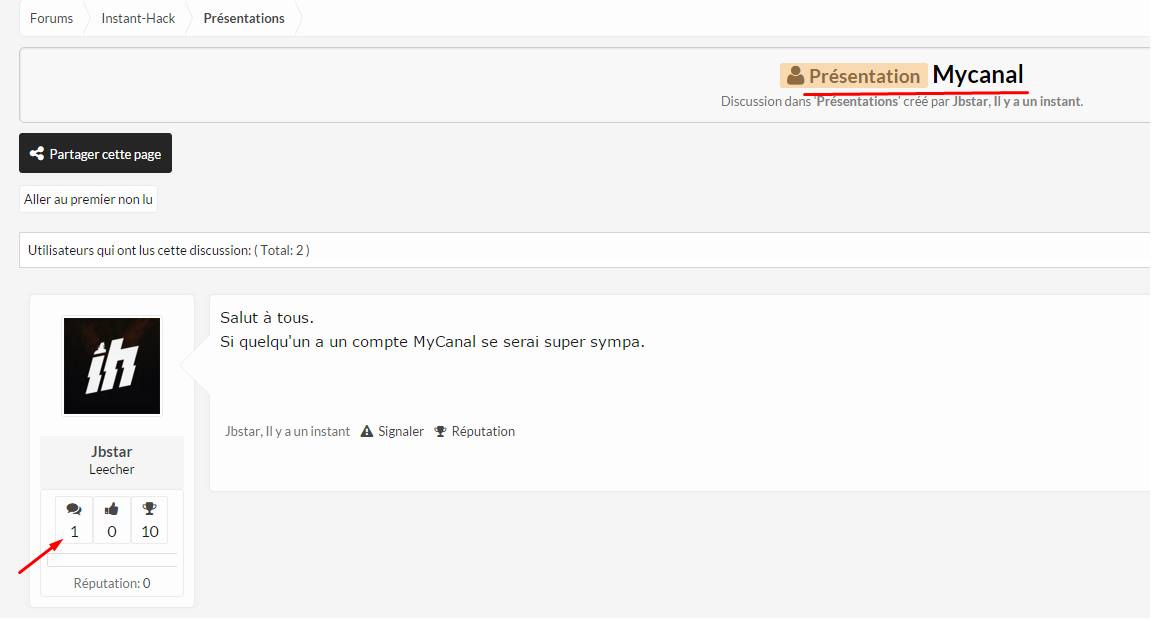 Forums Instant-Hack Présentations
Présentation Mycanal
Discussion dans 'Présentations' créé par Jbstar, Il y a un instant.
Partager cette page
Aller au premier non lu
Utilisateurs qui ont lus cette discussion: ( Total: 2 )
Salut à tous.
Si quelqu'un a un compte MyCanal se serai super sympa.
ih
Jbstar, Il y a un instant Signaler Réputation
Jbstar
Leecher
1 0 10
Réputation: 0